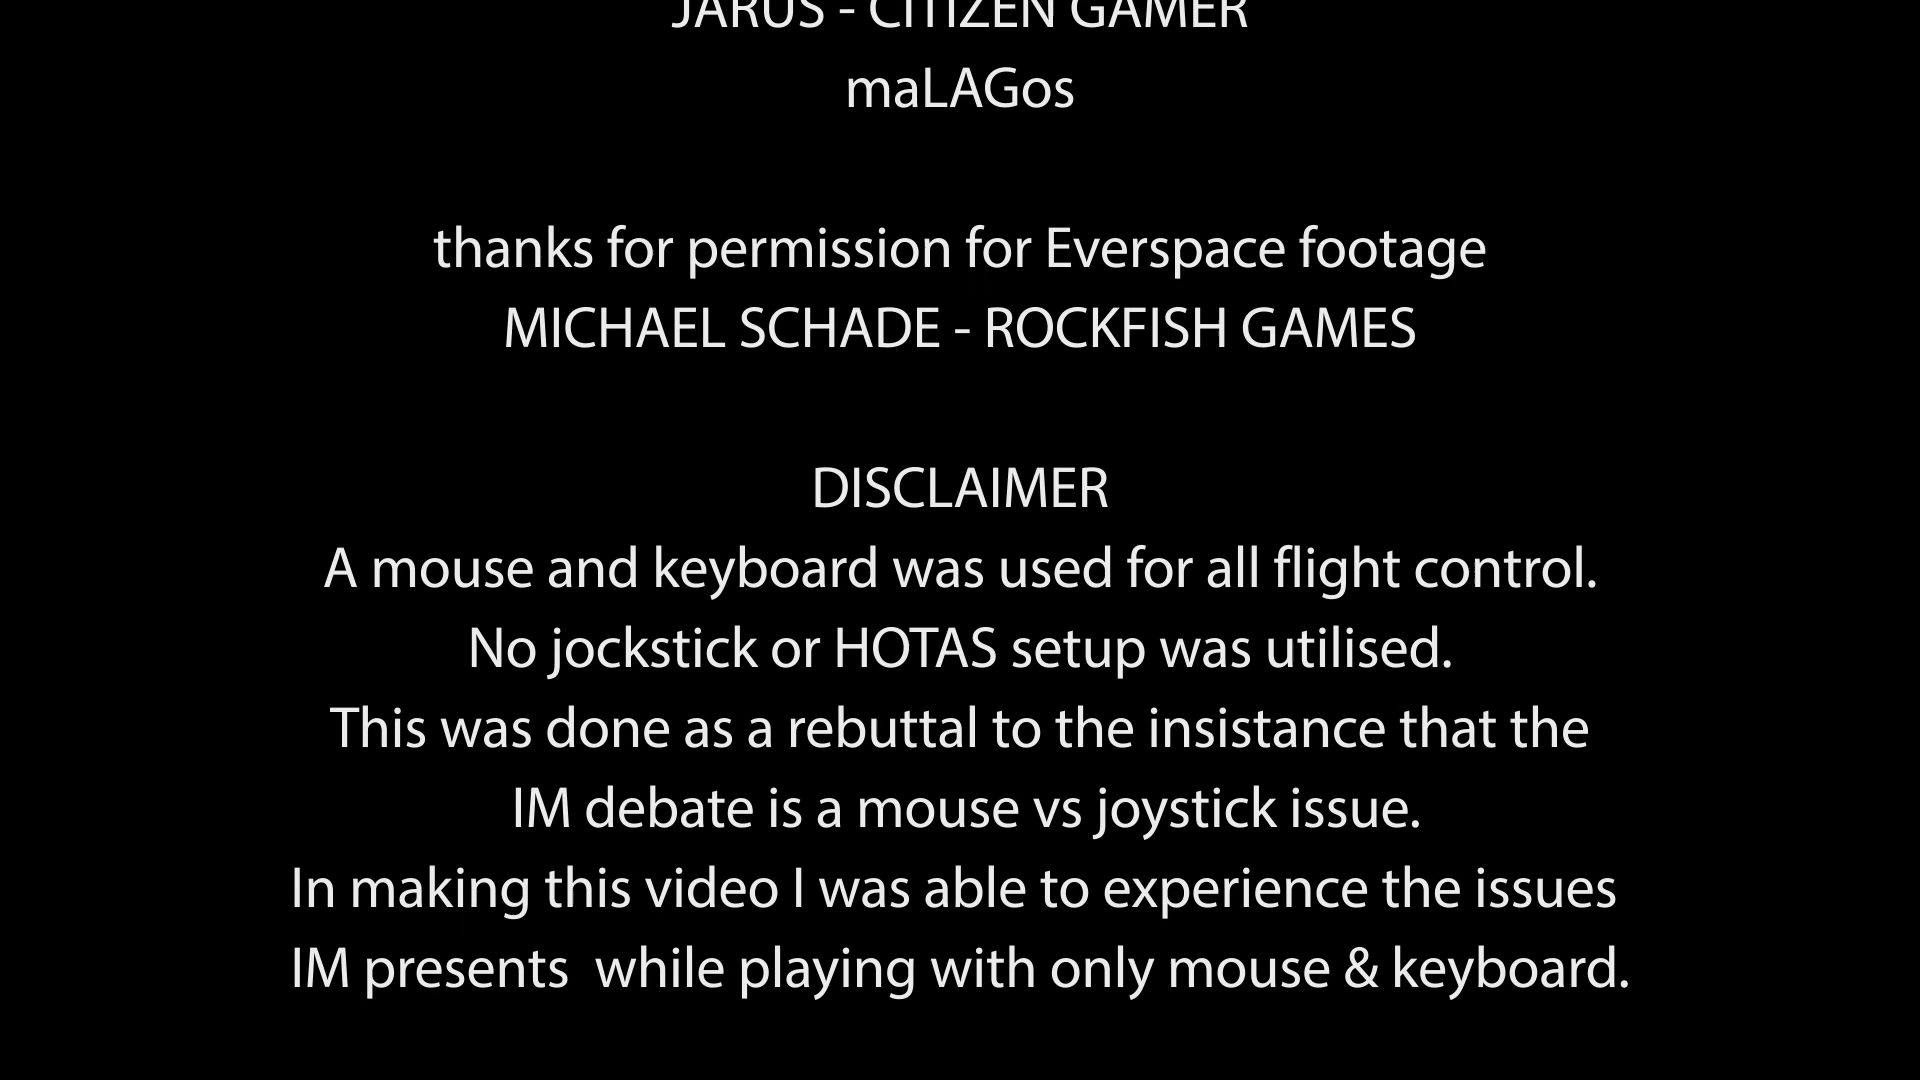 JARUS - CITIZEN GAMER
maLAGos
thanks for permission for Everspace footage
MICHAEL SCHADE - ROCKFISH GAMES
DISCLAIMER
A mouse and keyboard was used for all flight control.
No jockstick or HOTAS setup was utilised.
This was done as a rebuttal to the insistance that the
IM debate is a mouse vs joystick issue.
In making this video I was able to experience the issues
IM presents  while playing with only mouse & keyboard.